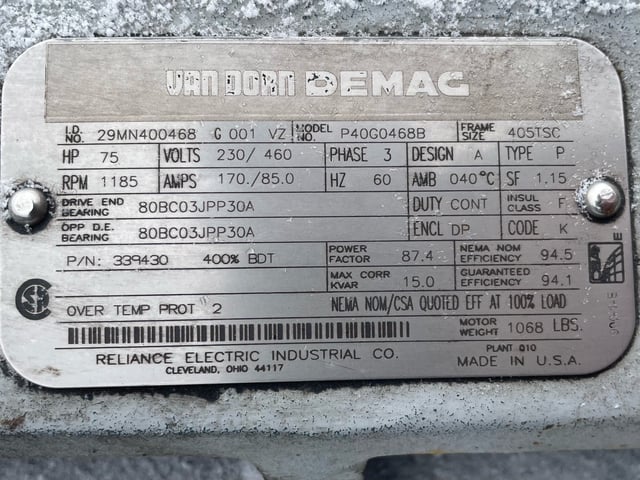 VAN DORN DEMAG
I.D. NO. 29MN400468 G 001 VZ MODEL NO. P40G0468B FRAME SIZE 405TSC
HP 75 VOLTS 230/460 PHASE 3 DESIGN A TYPE P
RPM 1185 AMPS 170./85.0 HZ 60 AMB 040°C SF 1.15
DRIVE END BEARING 80BC03JPP30A DUTY CONT INSUL CLASS F
OPP D.E. BEARING 80BC03JPP30A ENCL DP CODE K
P/N: 339430 400% BDT POWER FACTOR 87.4 NEMA NOM EFFICIENCY 94.5
MAX CORR KVAR 15.0 GUARANTEED EFFICIENCY 94.1
OVER TEMP PROT 2 NEMA NOM/CSA QUOTED EFF AT 100% LOAD
MOTOR WEIGHT 1068 LBS.
RELIANCE ELECTRIC INDUSTRIAL CO. PLANT Q10
CLEVELAND, OHIO 44117 MADE IN U.S.A.